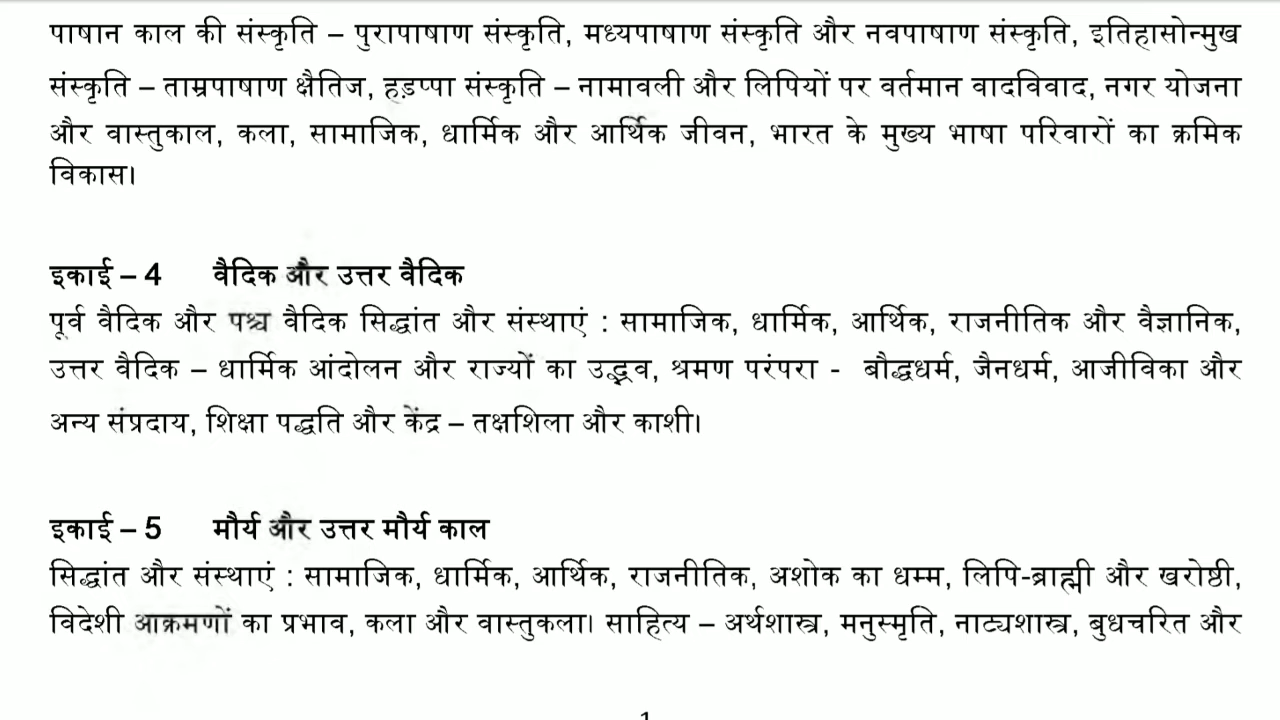 पाषान काल की संस्कृति – पुरापाषाण संस्कृति, मध्यपाषाण संस्कृति और नवपाषाण संस्कृति, इतिहासोन्मुख
संस्कृति – ताम्रपाषाण क्षैतिज, हड़प्पा संस्कृति – नामावली और लिपियों पर वर्तमान वादविवाद, नगर योजना
और वास्तुकाल, कला, सामाजिक, धार्मिक और आर्थिक जीवन, भारत के मुख्य भाषा परिवारों का क्रमिक
विकास।
इकाई – 4 वैदिक और उत्तर वैदिक
पूर्व वैदिक और पश्च वैदिक सिद्धांत और संस्थाएं : सामाजिक, धार्मिक, आर्थिक, राजनीतिक और वैज्ञानिक,
उत्तर वैदिक – धार्मिक आंदोलन और राज्यों का उद्भव, श्रमण परंपरा - बौद्धधर्म, जैनधर्म, आजीविका और
अन्य संप्रदाय, शिक्षा पद्धति और केंद्र – तक्षशिला और काशी।
इकाई – 5 मौर्य और उत्तर मौर्य काल
सिद्धांत और संस्थाएं : सामाजिक, धार्मिक, आर्थिक, राजनीतिक, अशोक का धम्म, लिपि-ब्राह्मी और खरोष्ठी,
विदेशी आक्रमणों का प्रभाव, कला और वास्तुकला। साहित्य – अर्थशास्त्र, मनुस्मृति, नाट्यशास्त्र, बुधचरित और
1